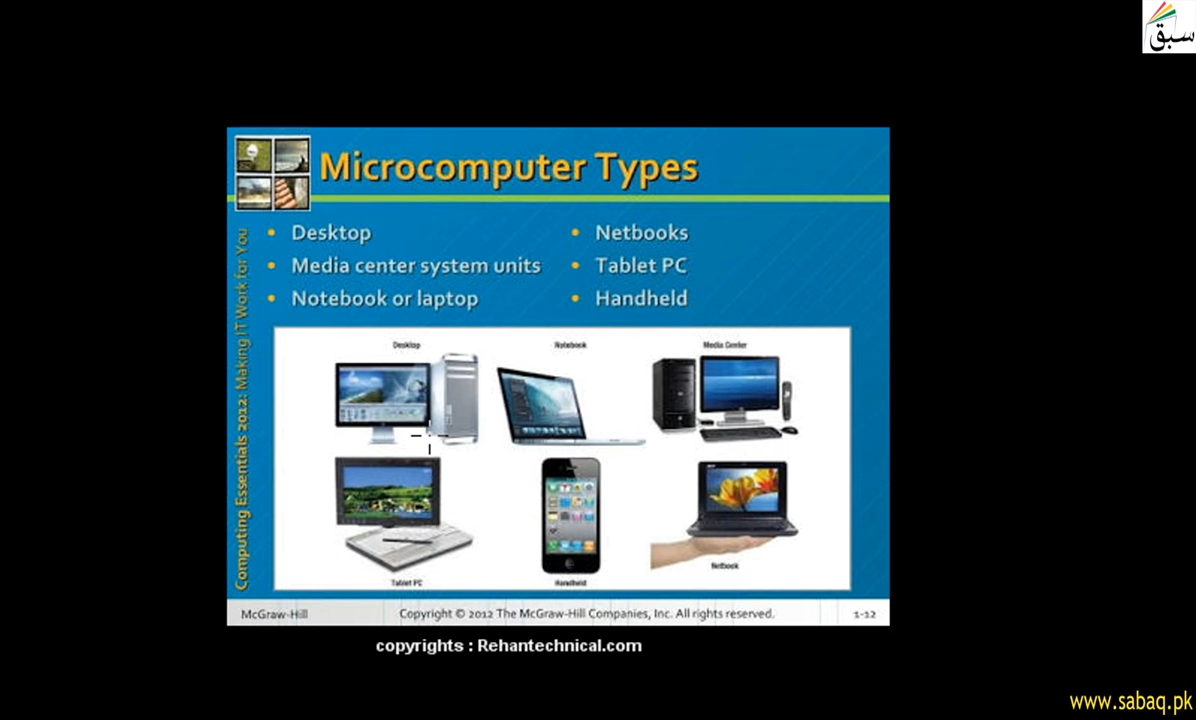 سبق
Microcomputer Types
• Desktop
• Media center system units
• Notebook or laptop
• Netbooks
• Tablet PC
• Handheld
Computing Essentials 2012: Making IT Work for You
Desktop
Notebook
Media Center
Tablet PC
Handheld
Netbook
McGraw-Hill
Copyright © 2012 The McGraw-Hill Companies, Inc. All rights reserved.
1-12
copyrights : Rehantechnical.com
www.sabaq.pk